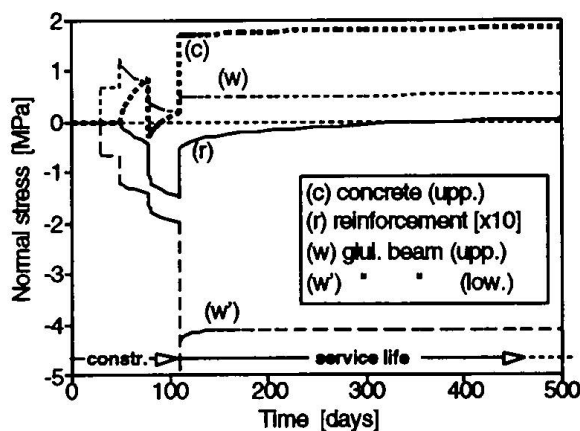 2
1
0
-1
-2
-3
-4
-5
Normal stress [MPa]
(c)
(w)
(r)
(c) concrete (upp.)
(r) reinforcement [x10]
(w) glul. beam (upp.)
(w') " " (low.)
(w')
constr.
service life
0 100 200 300 400 500
Time [days]